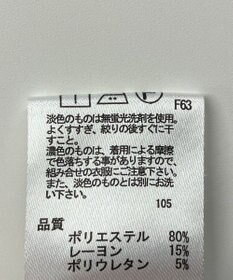 F63
淡色のものは無蛍光洗剤を使用。
よくすすぎ、絞りの後すぐに干
すこと。
濃色のものは、着用による摩擦
で色落ちする事がありますので、
組み合せの衣服にご注意下さい。
また、淡色のものとは別にお洗
い下さい。
105
品質
ポリエステル 80%
レーヨン 15%
ポリウレタン 5%